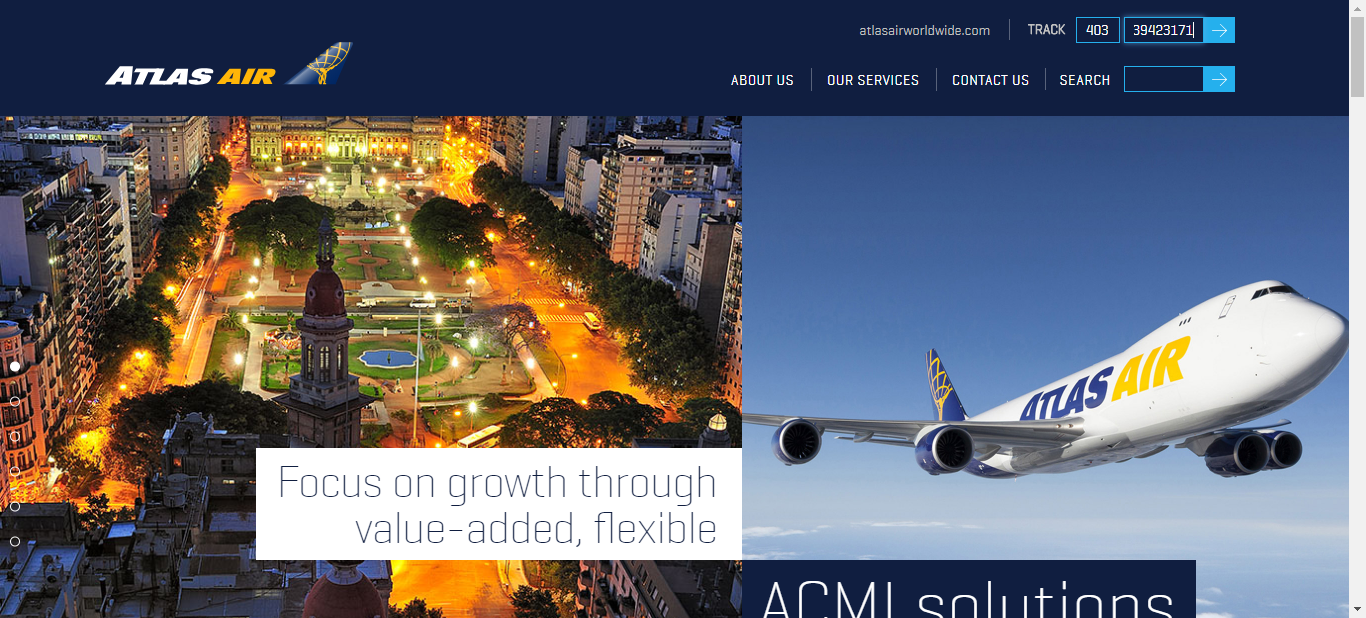 atlasairworldwide.com
TRACK 403 39423171
ATLAS AIR
ABOUT US OUR SERVICES CONTACT US SEARCH
ATLAS AIR
Focus on growth through
value-added, flexible
ACMI solutions